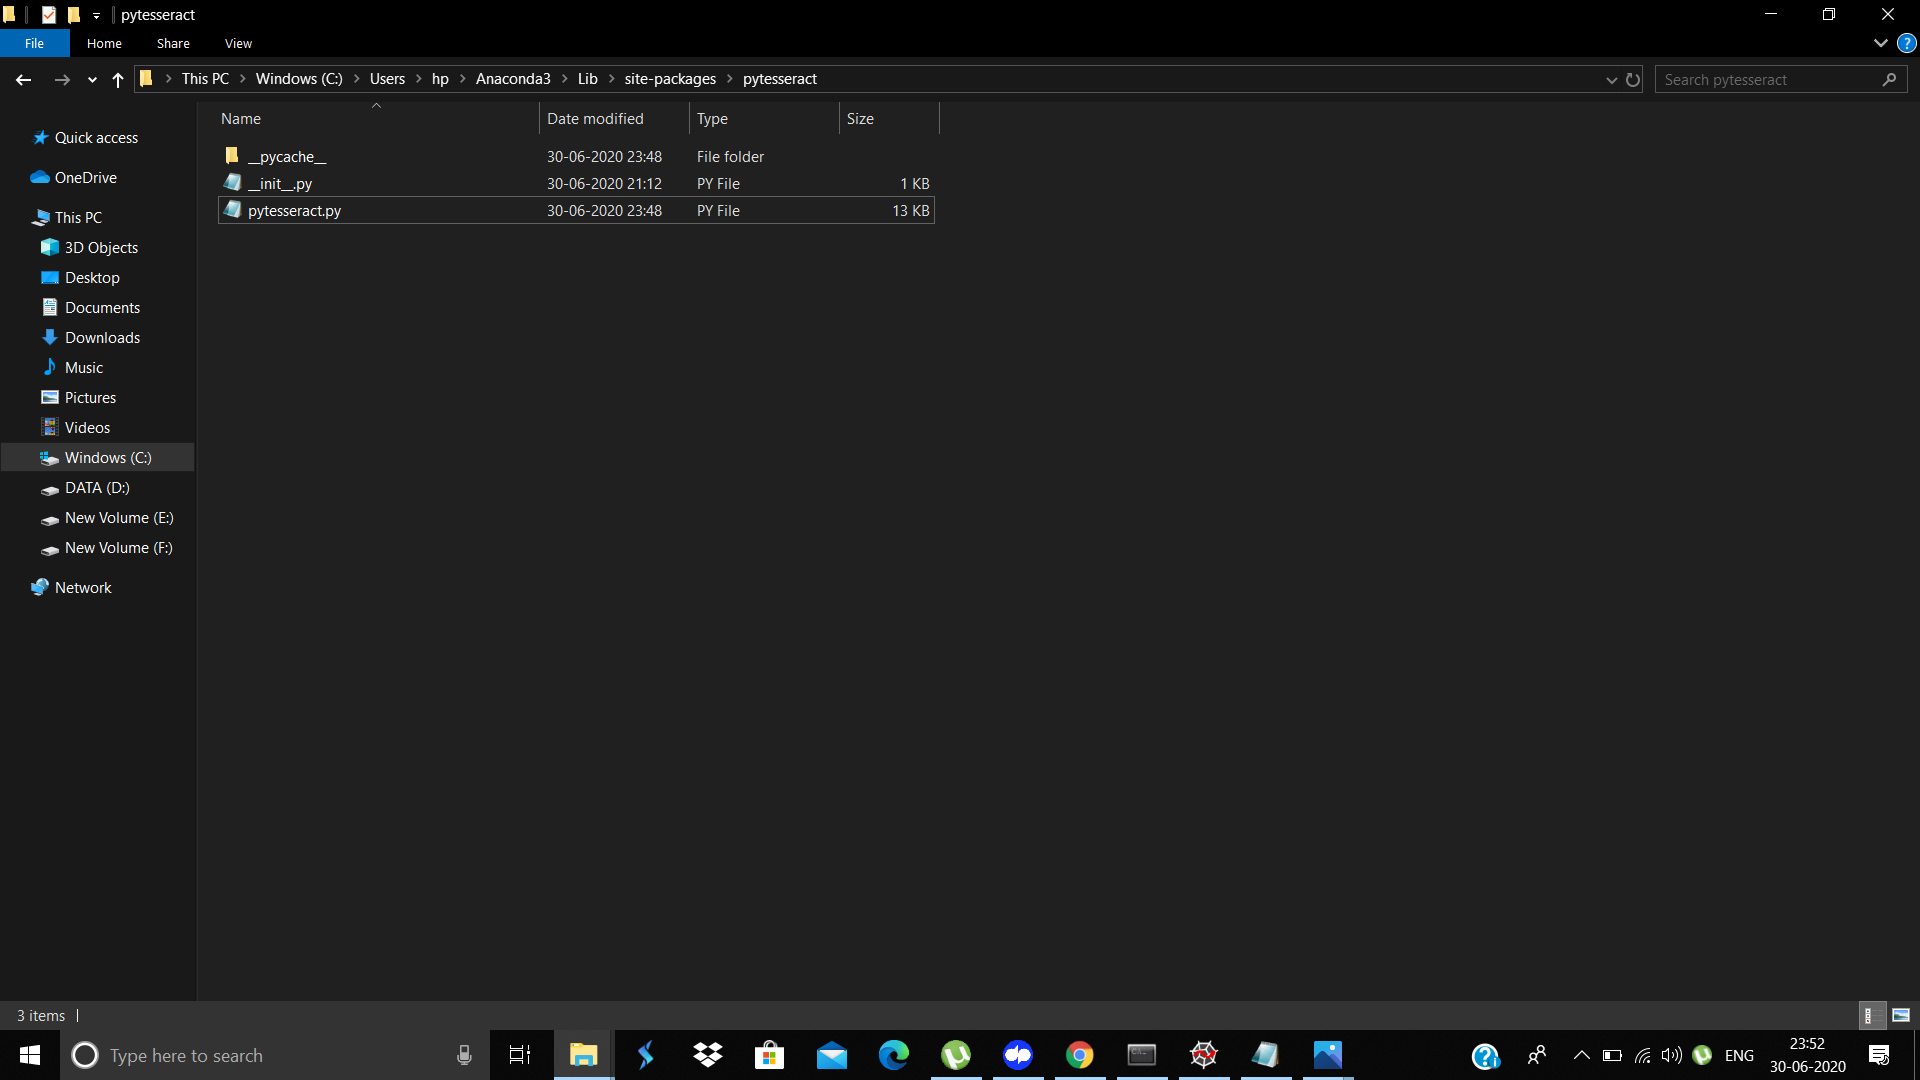 pytesseract
File Home Share View
This PC Windows (C:) Users hp Anaconda3 Lib site-packages pytesseract
Search pytesseract
Name Date modified Type Size
__pycache__ 30-06-2020 23:48 File folder
__init__.py 30-06-2020 21:12 PY File 1 KB
pytesseract.py 30-06-2020 23:48 PY File 13 KB
Quick access
OneDrive
This PC
3D Objects
Desktop
Documents
Downloads
Music
Pictures
Videos
Windows (C:)
DATA (D:)
New Volume (E:)
New Volume (F:)
Network
3 items
Type here to search
ENG
23:52
30-06-2020